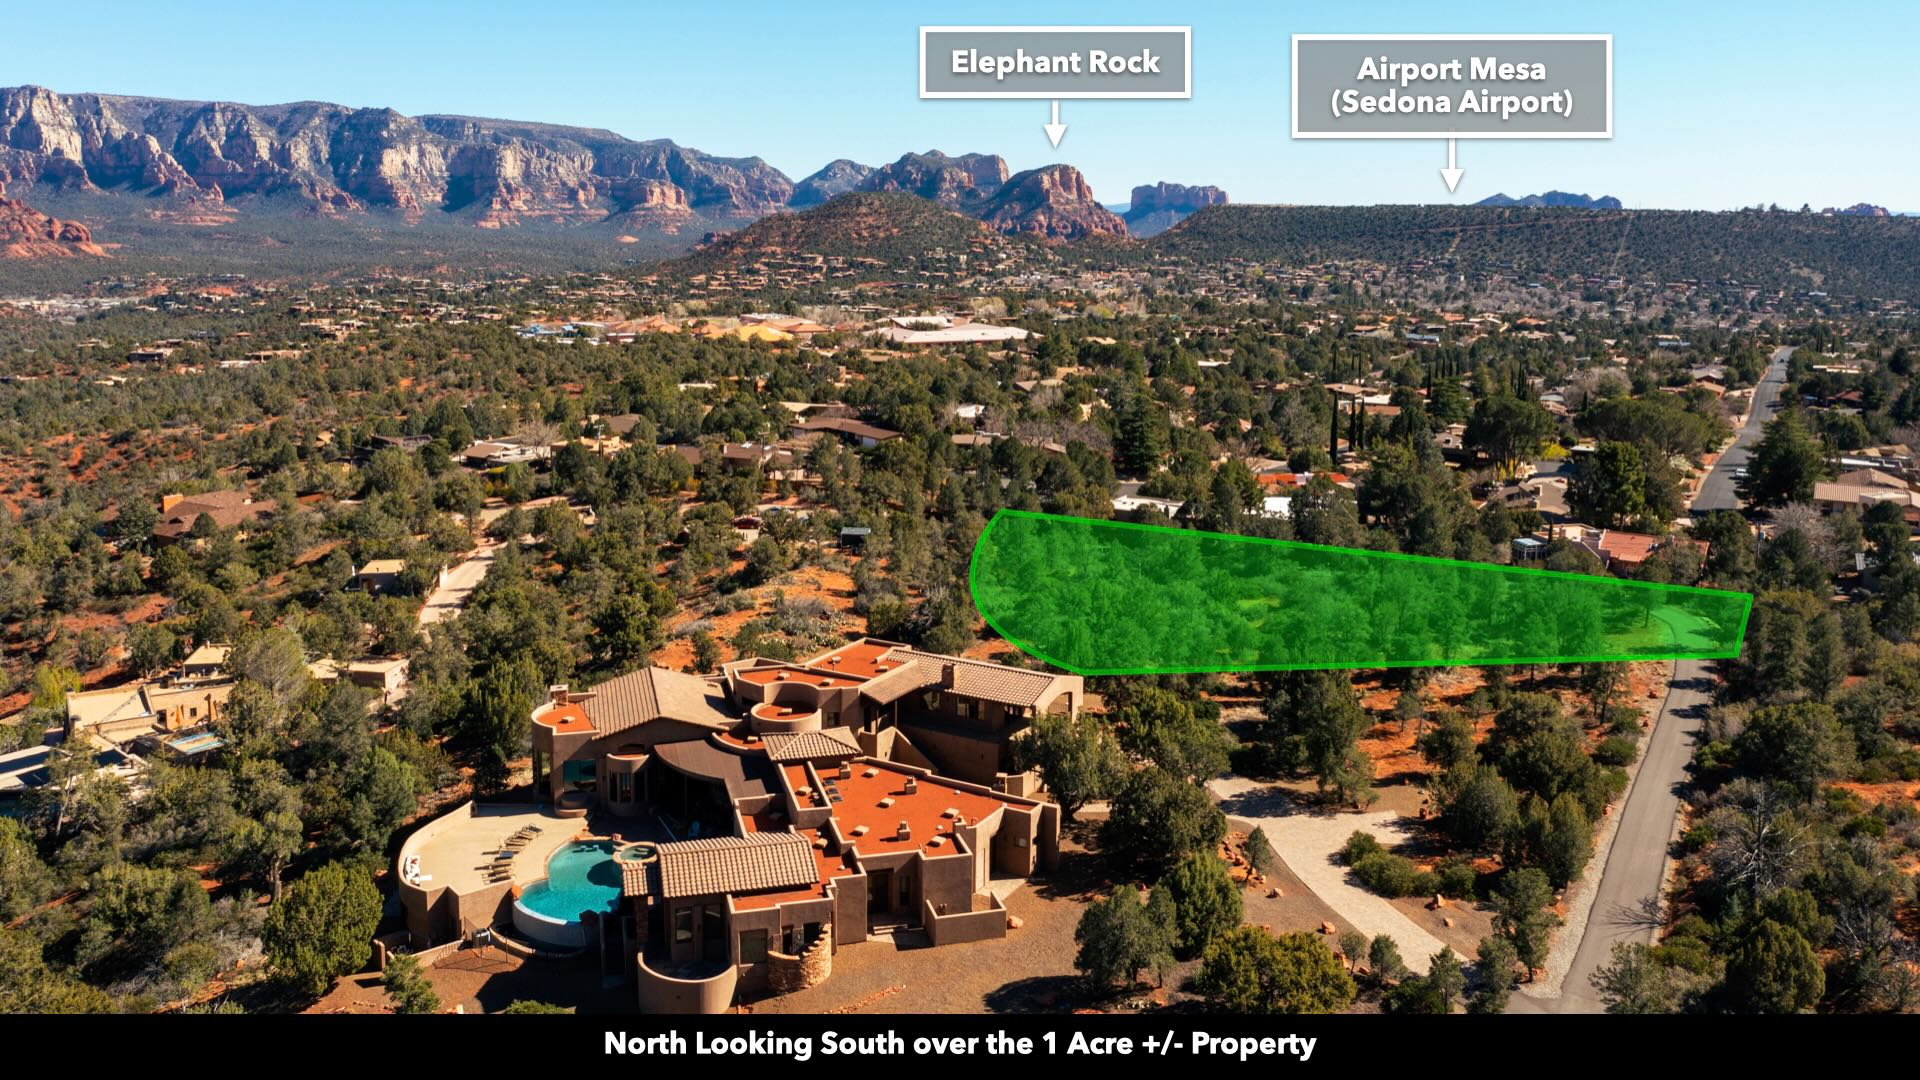 Elephant Rock
Airport Mesa
(Sedona Airport)
North Looking South over the 1 Acre +/- Property